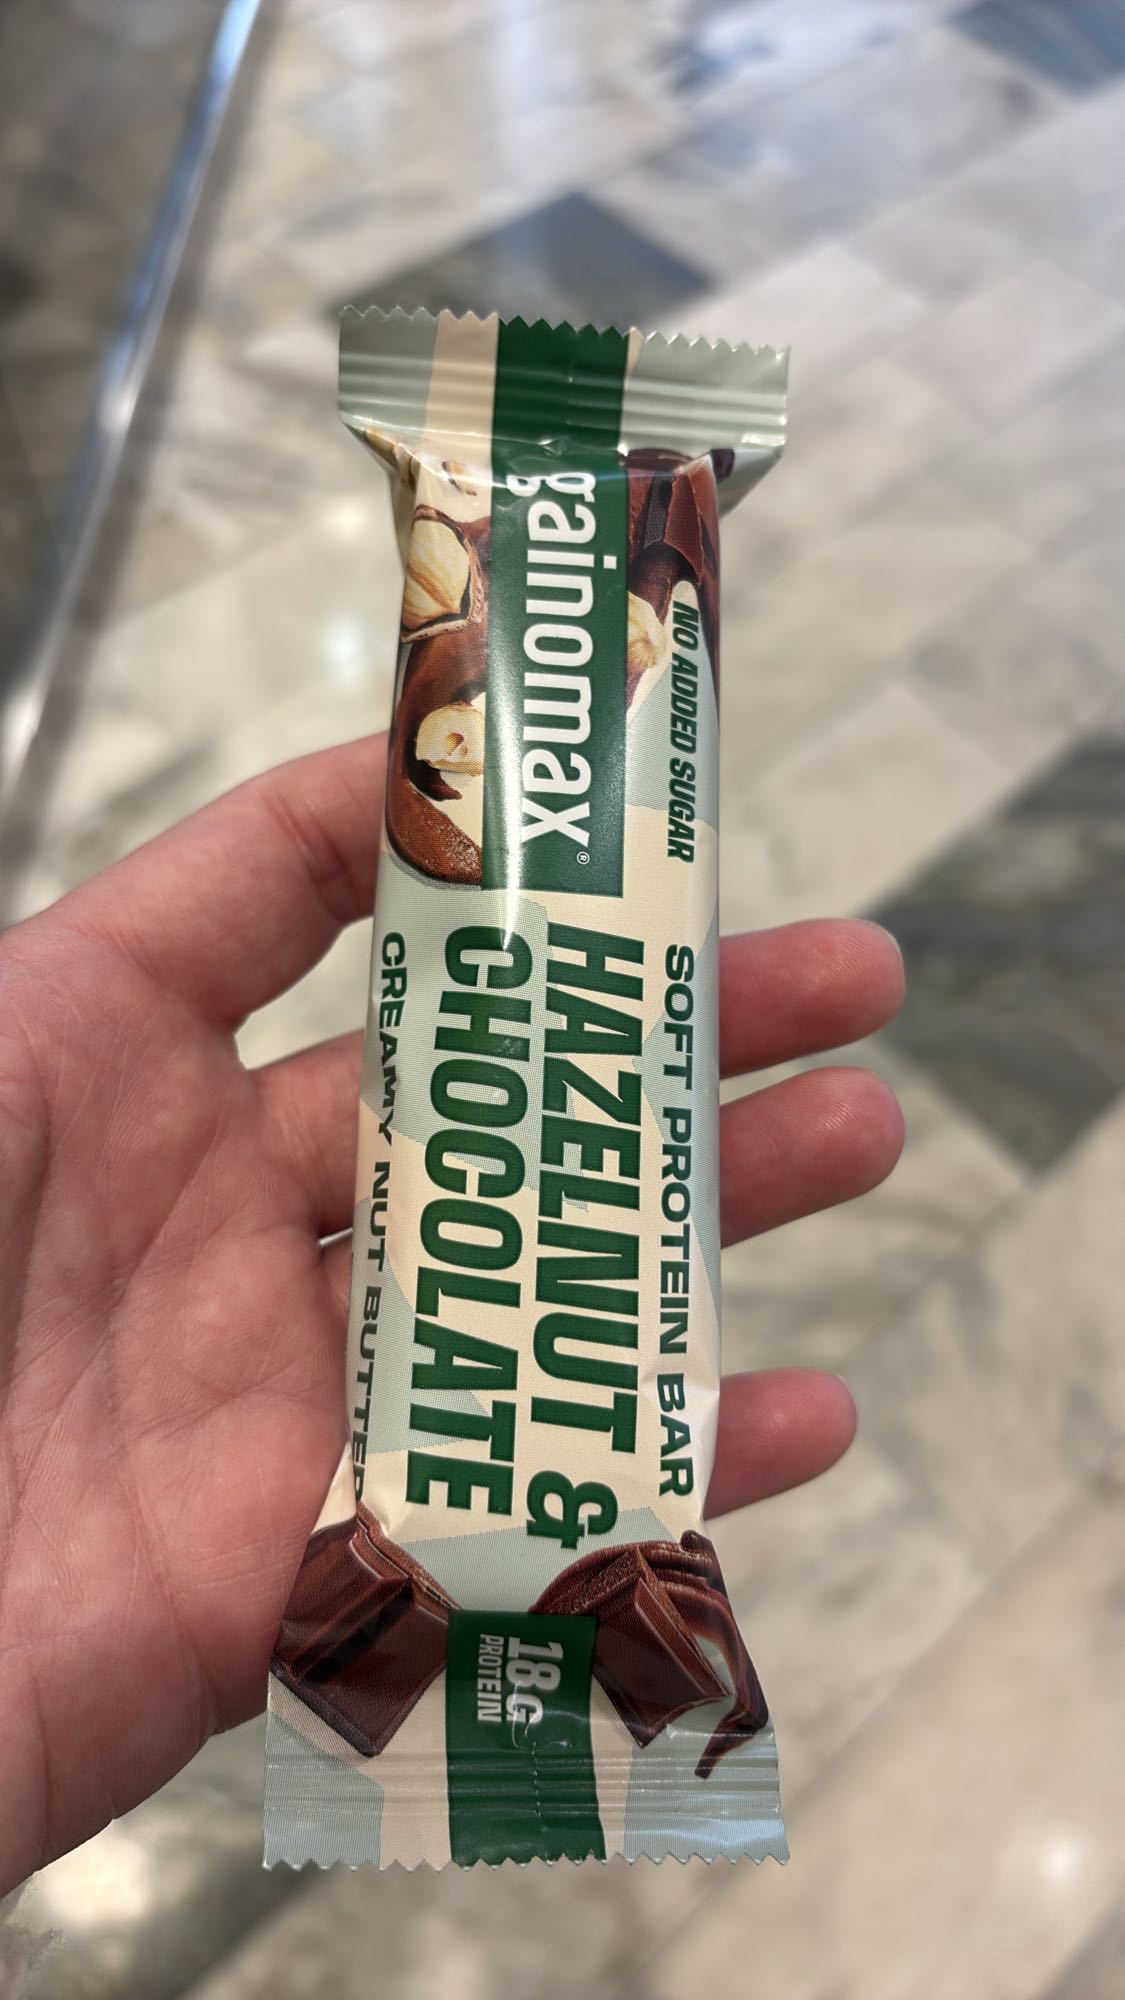 gainomax®
NO ADDED SUGAR
SOFT PROTEIN BAR
HAZELNUT &
CHOCOLATE
CREAMY NUT BUTTER
18G
PROTEIN